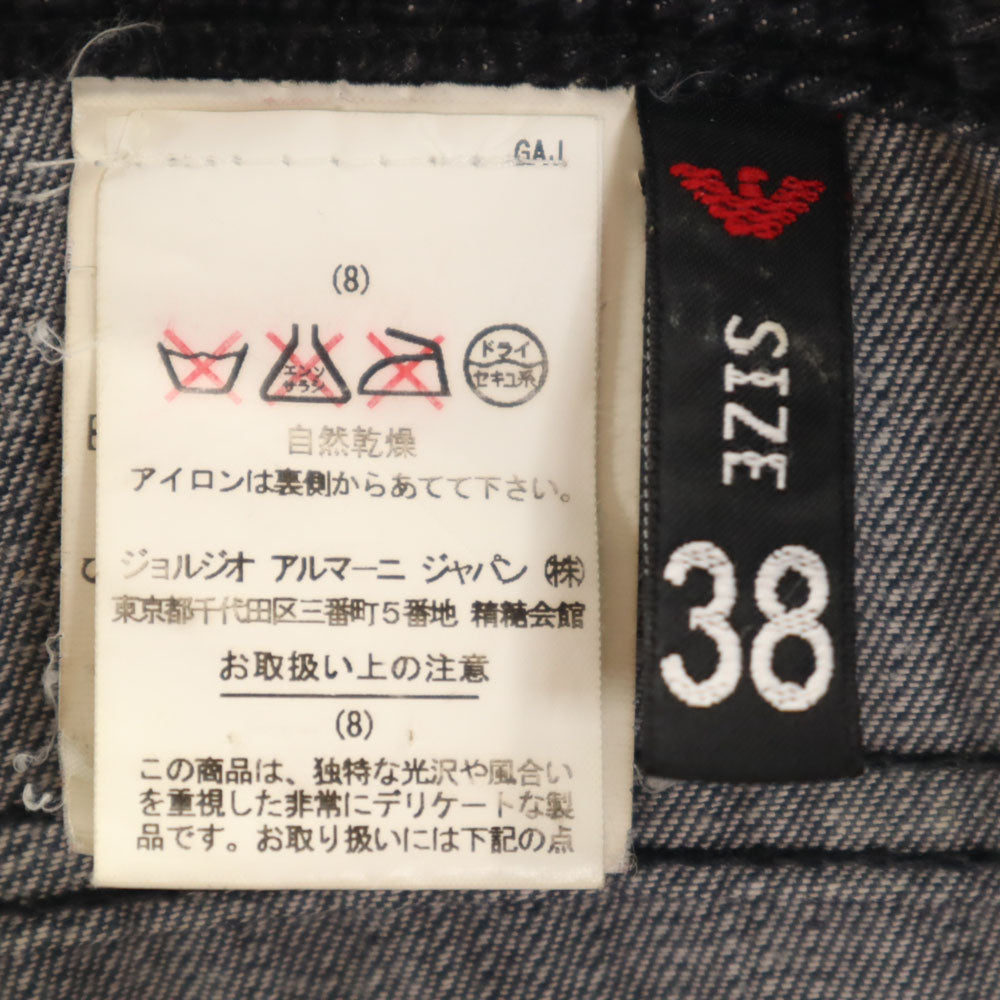 GAJ
(8)
エンソ
サラシ
ドライ
セキユ系
自然乾燥
アイロンは裏側からあてて下さい。
ジョルジオ アルマーニ ジャパン ㈱
東京都千代田区三番町5番地 精糖会館
お取扱い上の注意
(8)
この商品は、独特な光沢や風合い
を重視した非常にデリケートな製
品です。お取り扱いには下記の点
SIZE
38